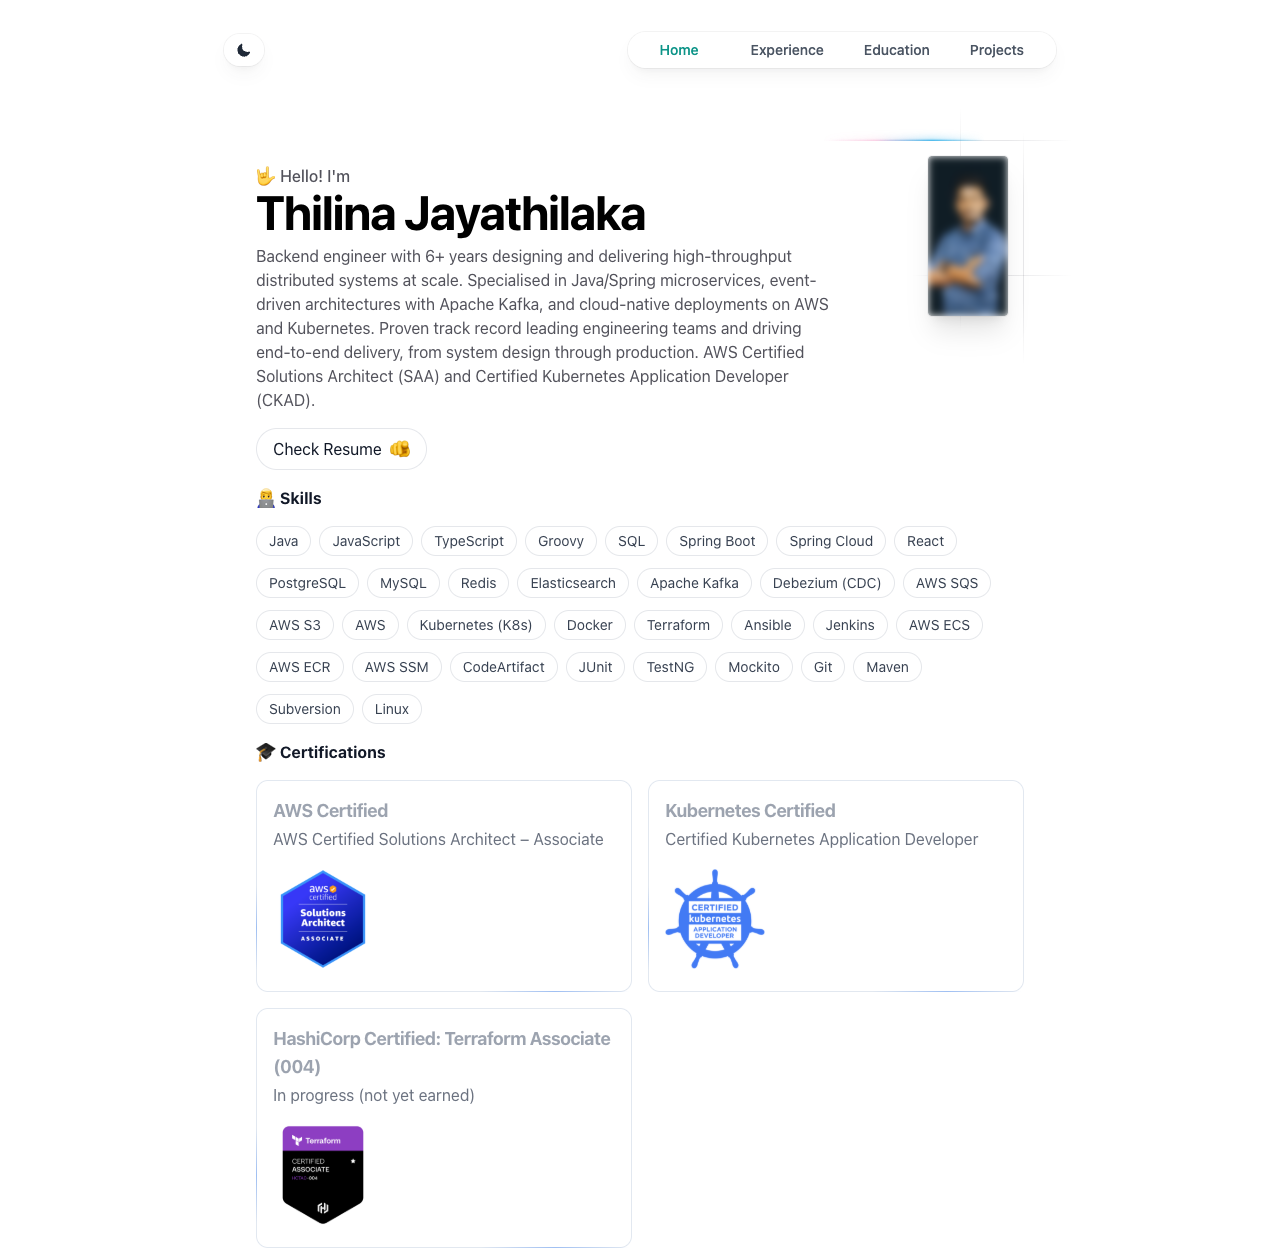 Home Experience Education Projects
🤟 Hello! I'm
Thilina Jayathilaka
Backend engineer with 6+ years designing and delivering high-throughput
distributed systems at scale. Specialised in Java/Spring microservices, event-
driven architectures with Apache Kafka, and cloud-native deployments on AWS
and Kubernetes. Proven track record leading engineering teams and driving
end-to-end delivery, from system design through production. AWS Certified
Solutions Architect (SAA) and Certified Kubernetes Application Developer
(CKAD).
Check Resume 🫵
👨‍💻 Skills
Java JavaScript TypeScript Groovy SQL Spring Boot Spring Cloud React
PostgreSQL MySQL Redis Elasticsearch Apache Kafka Debezium (CDC) AWS SQS
AWS S3 AWS Kubernetes (K8s) Docker Terraform Ansible Jenkins AWS ECS
AWS ECR AWS SSM CodeArtifact JUnit TestNG Mockito Git Maven
Subversion Linux
🎓 Certifications
AWS Certified
AWS Certified Solutions Architect – Associate
aws
certified
Solutions
Architect
ASSOCIATE
Kubernetes Certified
Certified Kubernetes Application Developer
CERTIFIED
kubernetes
APPLICATION
DEVELOPER
HashiCorp Certified: Terraform Associate
(004)
In progress (not yet earned)
Terraform
CERTIFIED
ASSOCIATE
HCTAO-004